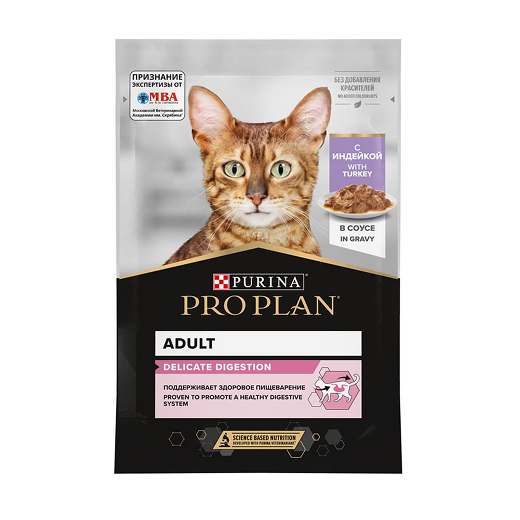 ПРИЗНАНИЕ
ЭКСПЕРТИЗЫ ОТ
МВА
Московской Ветеринарной
Академии им. Скрябина*
БЕЗ ДОБАВЛЕНИЯ
КРАСИТЕЛЕЙ
NO ADDED COLOURANTS
С
ИНДЕЙКОЙ
WITH
TURKEY
В СОУСЕ
IN GRAVY
PURINA
PRO PLAN
ADULT
DELICATE DIGESTION
ПОДДЕРЖИВАЕТ ЗДОРОВОЕ ПИЩЕВАРЕНИЕ
PROVEN TO PROMOTE A HEALTHY DIGESTIVE
SYSTEM
SCIENCE BASED NUTRITION
DEVELOPED WITH PURINA VETERINARIANS